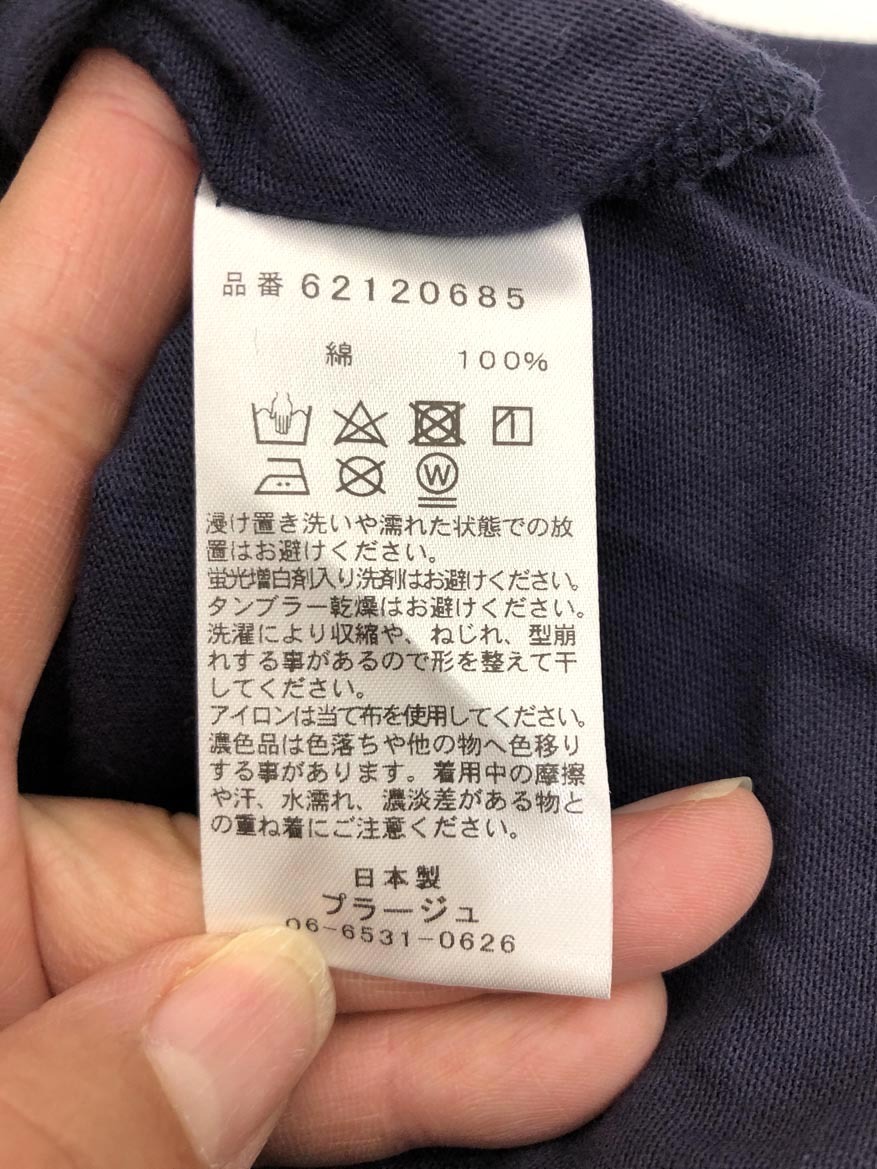 品番 62120685
綿 100%
W
浸け置き洗いや濡れた状態での放
置はお避けください。
蛍光増白剤入り洗剤はお避けください。
タンブラー乾燥はお避けください。
洗濯により収縮や、ねじれ、型崩
れする事があるので形を整えて干
してください。
アイロンは当て布を使用してください。
濃色品は色落ちや他の物へ色移り
する事があります。着用中の摩擦
や汗、水濡れ、濃淡差がある物と
の重ね着にご注意ください。
日本製
プラージュ
06-6531-0626